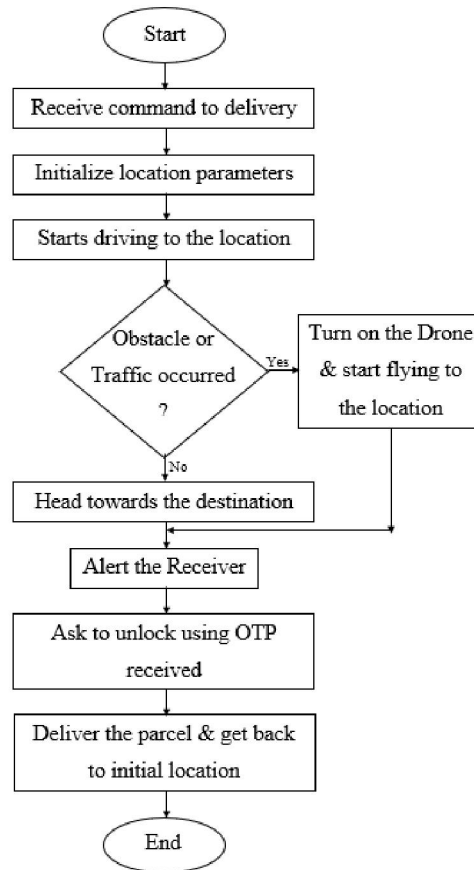 Start
Receive command to delivery
Initialize location parameters
Starts driving to the location
Obstacle or
Traffic occurred
?
Yes
Turn on the Drone
& start flying to
the location
No
Head towards the destination
Alert the Receiver
Ask to unlock using OTP
received
Deliver the parcel & get back
to initial location
End